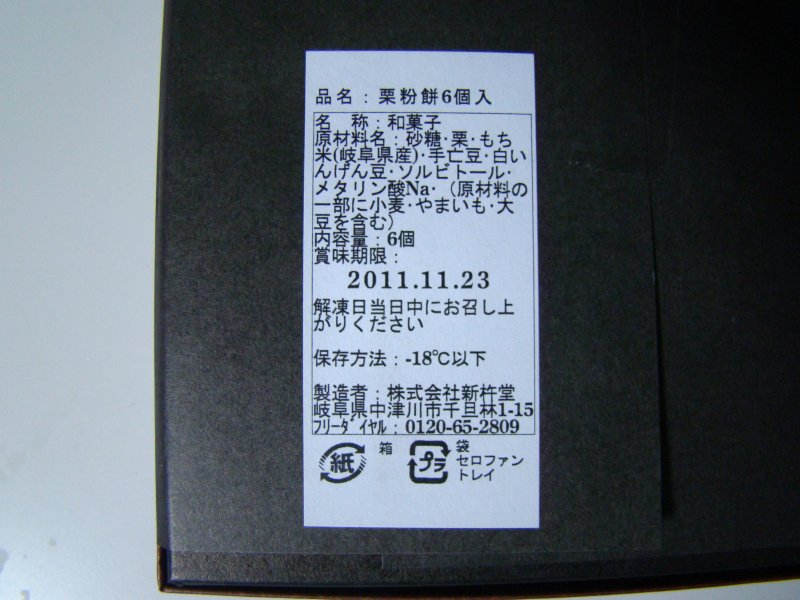 品名：栗粉餅6個入
名　称：和菓子
原材料名：砂糖・栗・もち
米(岐阜県産)・手亡豆・白い
んげん豆・ソルビトール・
メタリン酸Na・（原材料の
一部に小麦・やまいも・大
豆を含む）
内容量：6個
賞味期限：
2011.11.23
解凍日当日中にお召し上
がりください
保存方法：-18℃以下
製造者：株式会社新杵堂
岐阜県中津川市千旦林1-15
ﾌﾘｰﾀﾞｲﾔﾙ：0120-65-2809
紙 箱 プラ 袋
セロファン
トレイ